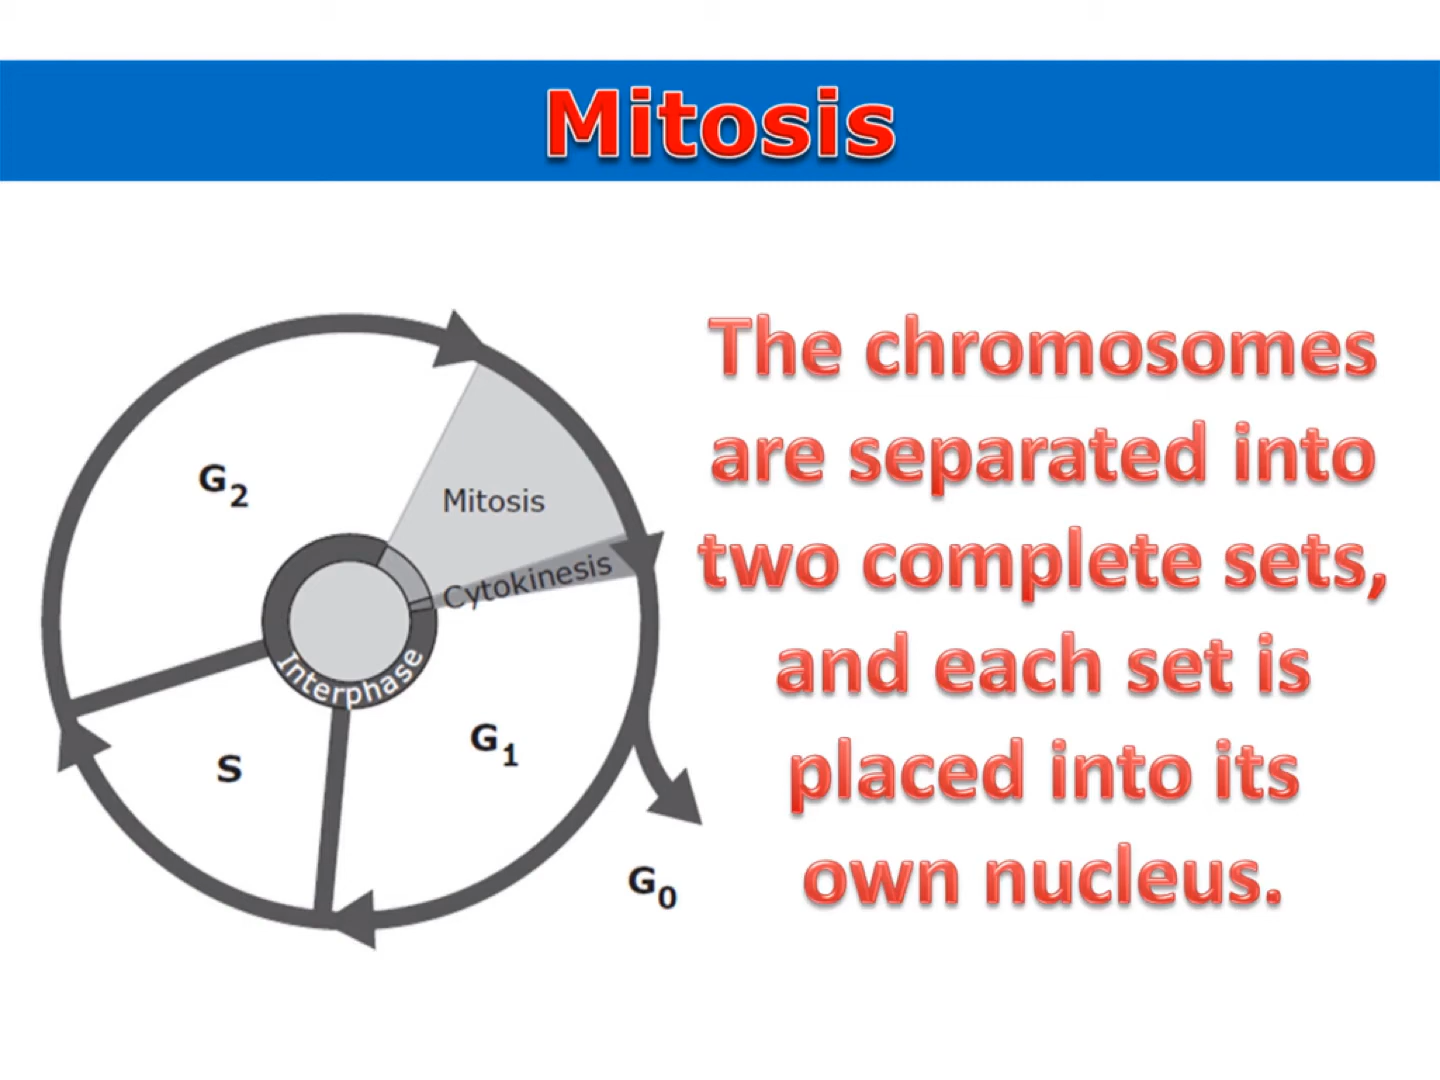 Mitosis
The chromosomes
are separated into
two complete sets,
and each set is
placed into its
own nucleus.
G2
Mitosis
Cytokinesis
Interphase
G1
S
G0